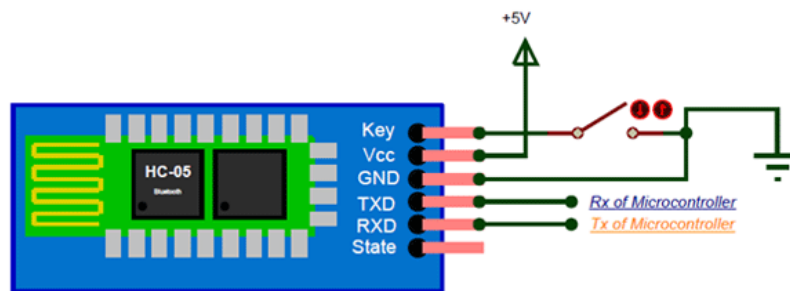 +5V
HC-05
Bluetooth
Key
Vcc
GND
TXD
RXD
State
Rx of Microcontroller
Tx of Microcontroller